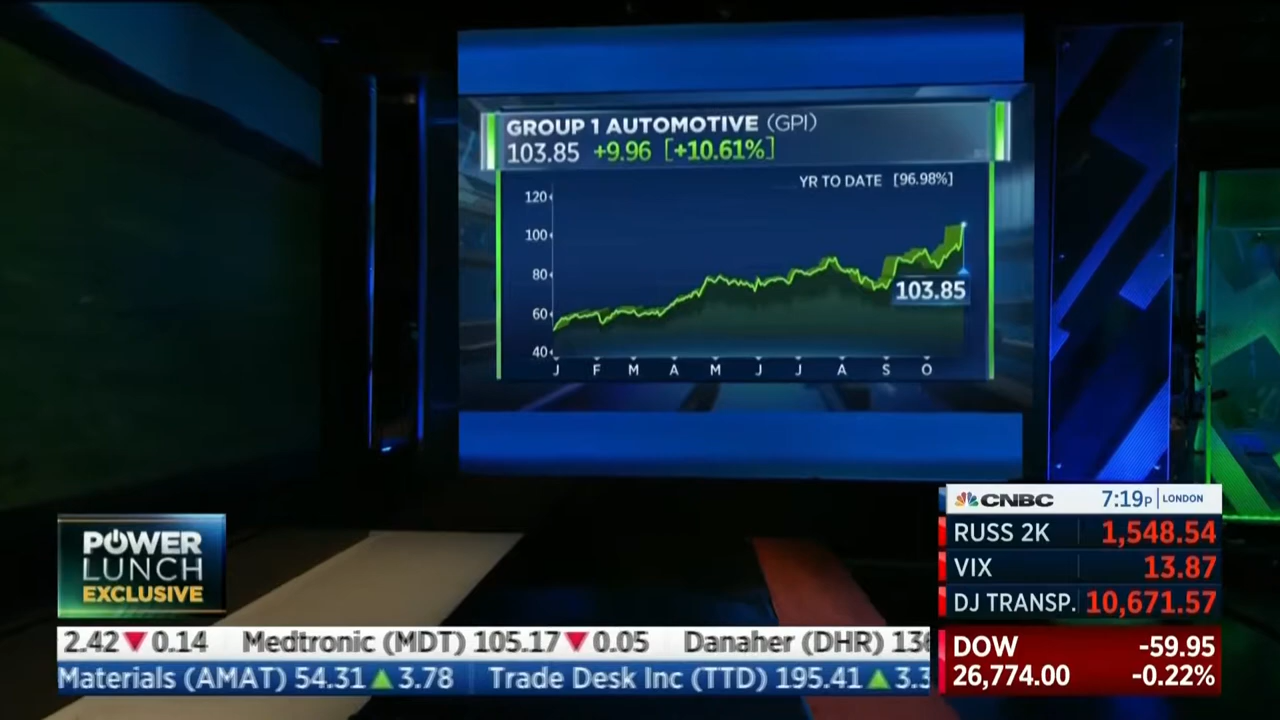 GROUP 1 AUTOMOTIVE (GPI)
103.85 +9.96 [+10.61%]
YR TO DATE [96.98%]
120
100
80
60
40
103.85
J F M A M J J A S O
POWER
LUNCH
EXCLUSIVE
CNBC 7:19P LONDON
RUSS 2K 1,548.54
VIX 13.87
DJ TRANSP. 10,671.57
DOW -59.95
26,774.00 -0.22%
2.42 ▼ 0.14 Medtronic (MDT) 105.17 ▼ 0.05 Danaher (DHR) 136
Materials (AMAT) 54.31 ▲ 3.78 Trade Desk Inc (TTD) 195.41 ▲ 3.3